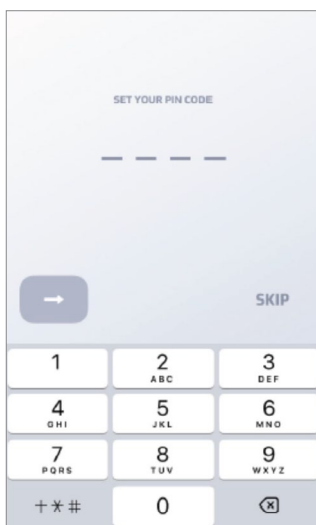 SET YOUR PIN CODE
SKIP
1 2 3
ABC DEF
4 5 6
GHI JKL MNO
7 8 9
PQRS TUV WXYZ
+*# 0